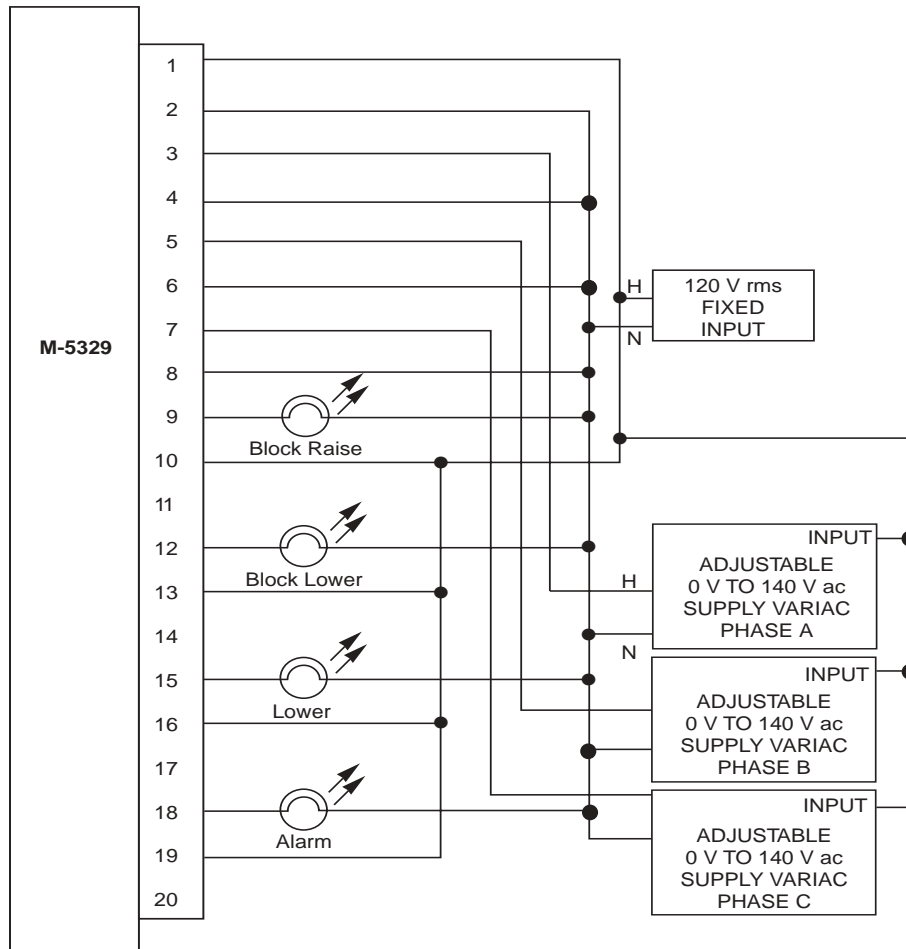 M-5329
1
2
3
4
5
6
7
8
9
10
11
12
13
14
15
16
17
18
19
20
Block Raise
Block Lower
Lower
Alarm
H
N
120 V rms
FIXED
INPUT
H
N
INPUT
ADJUSTABLE
0 V TO 140 V ac
SUPPLY VARIAC
PHASE A
INPUT
ADJUSTABLE
0 V TO 140 V ac
SUPPLY VARIAC
PHASE B
INPUT
ADJUSTABLE
0 V TO 140 V ac
SUPPLY VARIAC
PHASE C